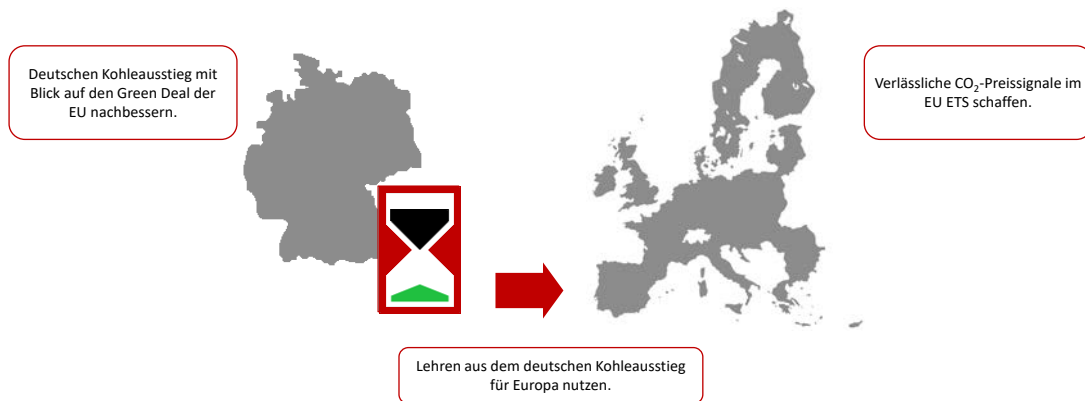 Deutschen Kohleausstieg mit
Blick auf den Green Deal der
EU nachbessern.
Verlässliche CO₂-Preissignale im
EU ETS schaffen.
Lehren aus dem deutschen Kohleausstieg
für Europa nutzen.